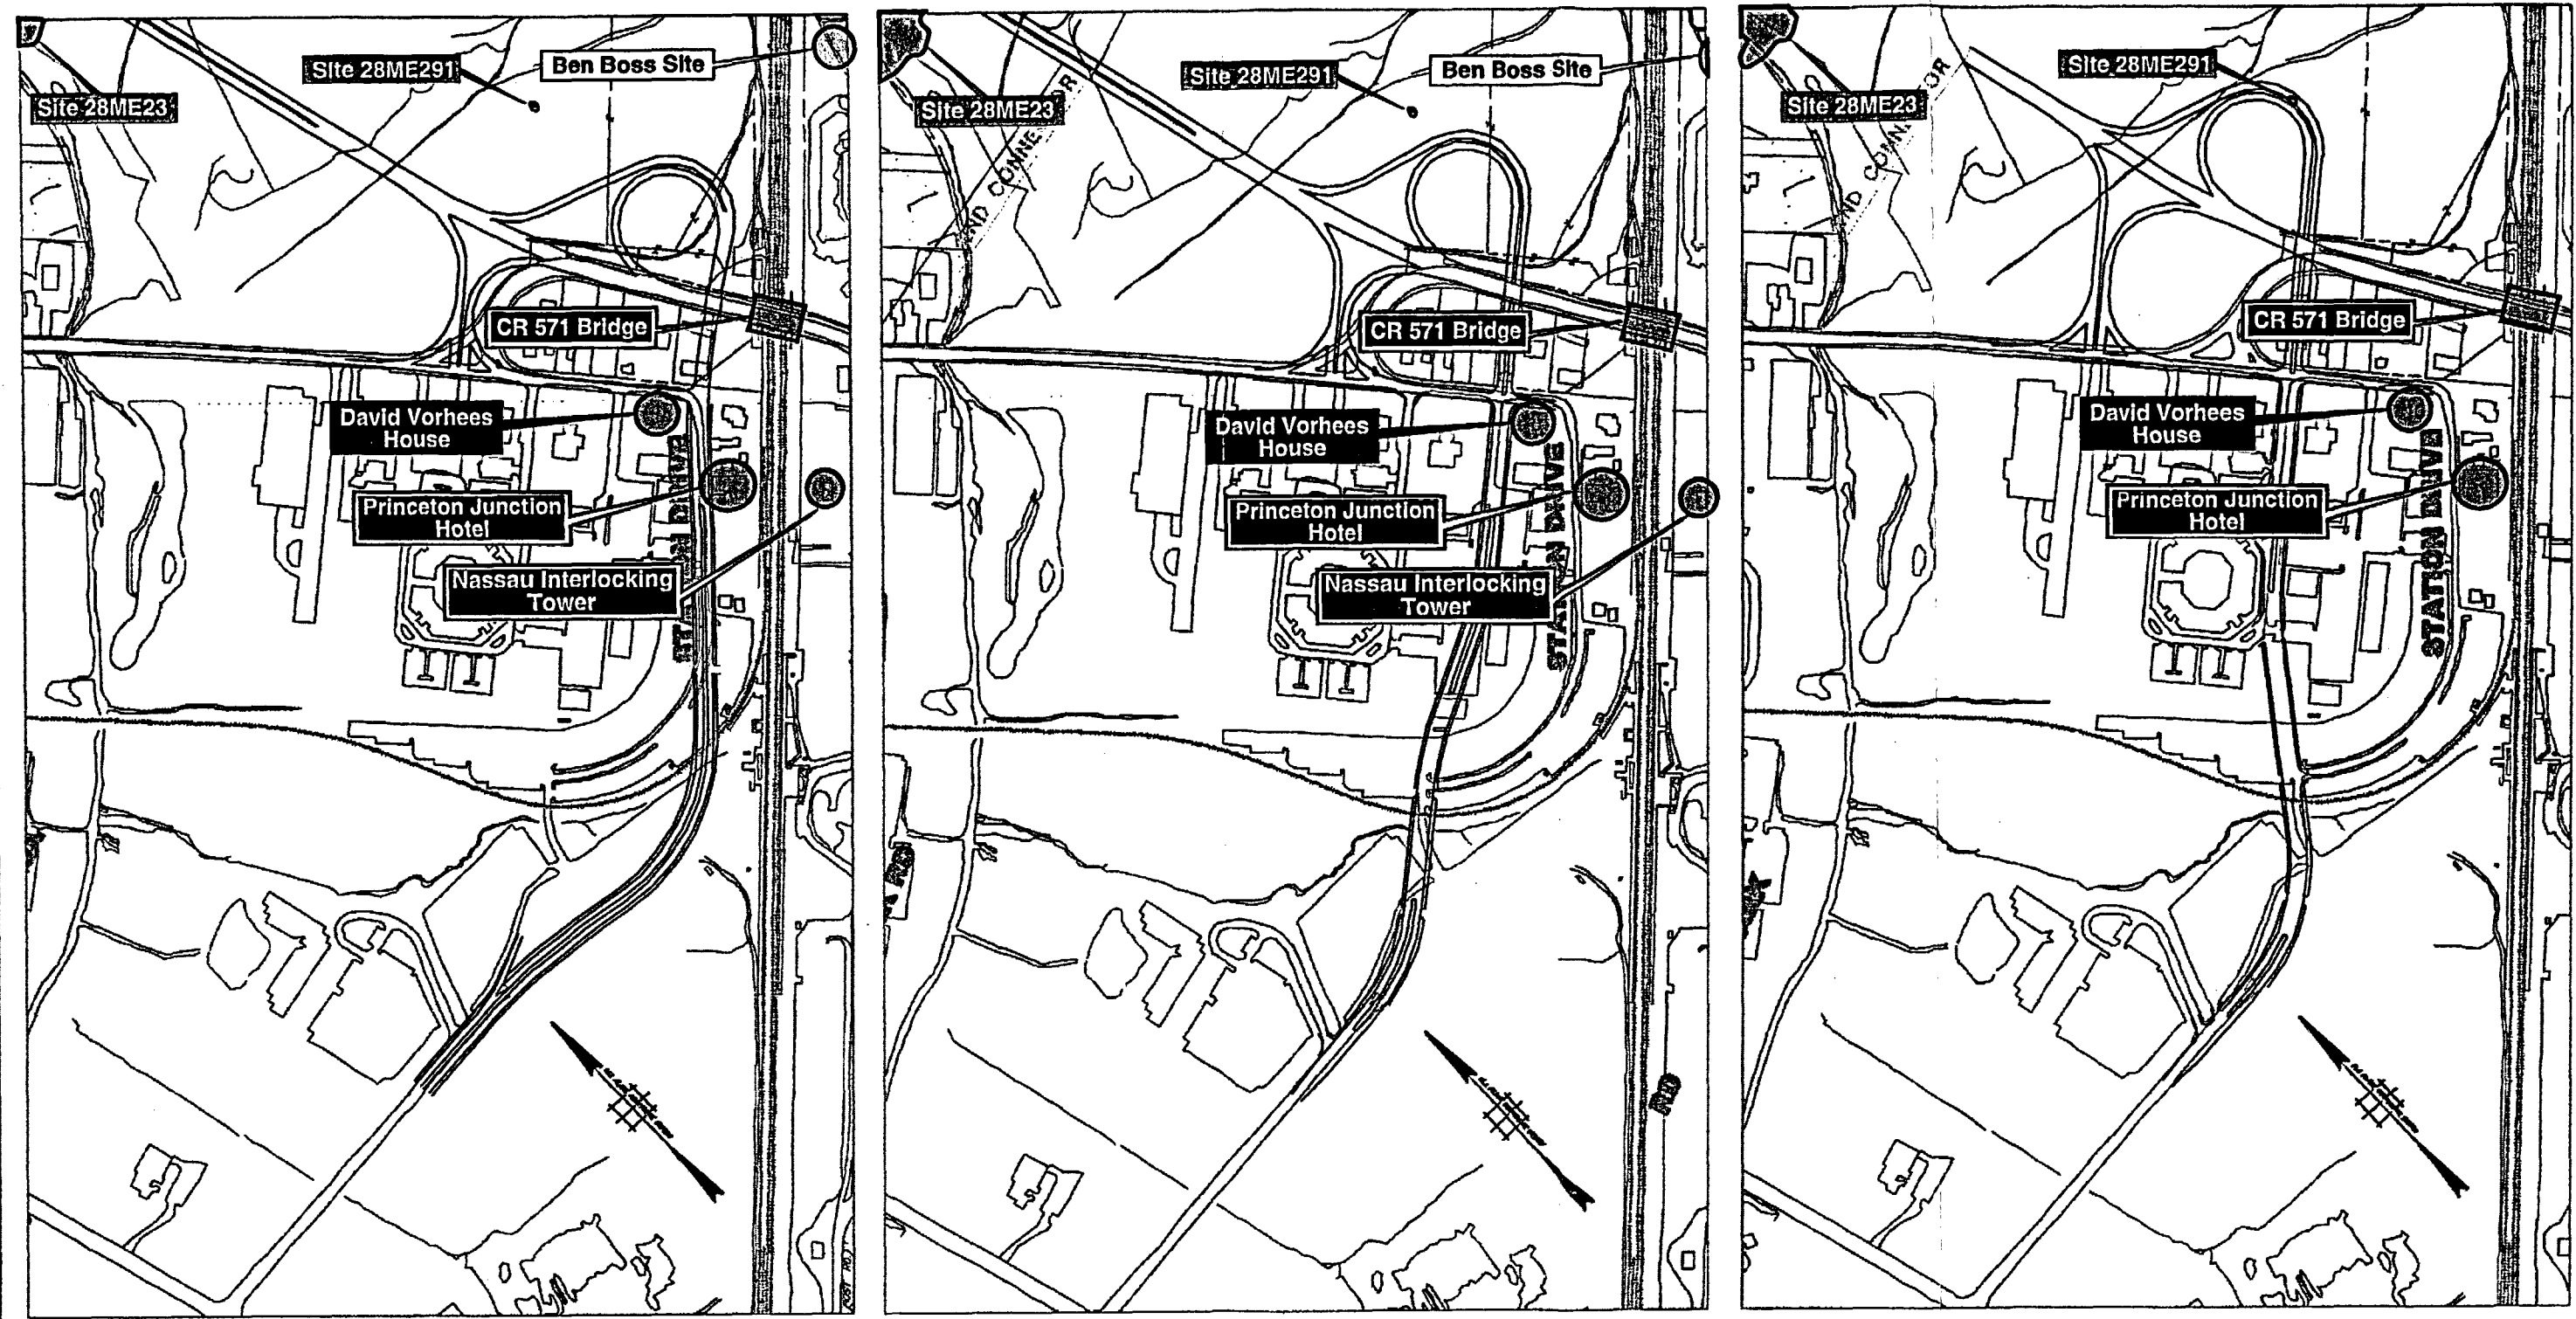 Site 28ME291
Ben Boss Site
Site 28ME23
CR 571 Bridge
David Vorhees
House
Princeton Junction
Hotel
Nassau Interlocking
Tower
Site 28ME291
Ben Boss Site
Site 28ME23
CR 571 Bridge
David Vorhees
House
Princeton Junction
Hotel
Nassau Interlocking
Tower
RD
Site 28ME291
Site 28ME23
CR 571 Bridge
David Vorhees
House
Princeton Junction
Hotel
STATION DRIVE